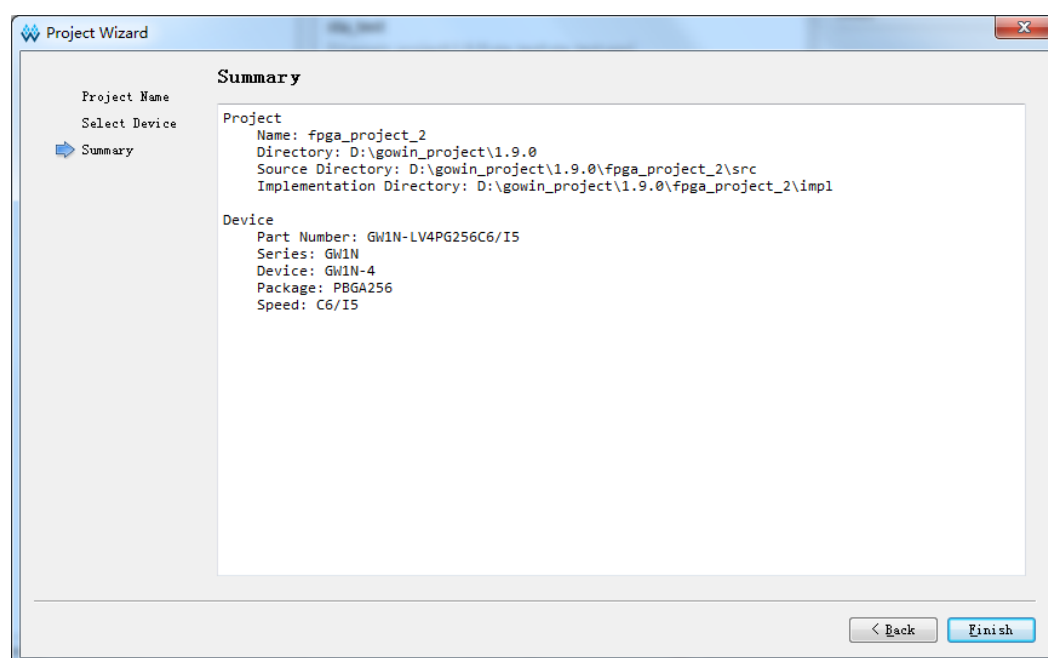 Project Wizard
Summary
Project Name
Select Device
Summary
Project
Name: fpga_project_2
Directory: D:\gowin_project\1.9.0
Source Directory: D:\gowin_project\1.9.0\fpga_project_2\src
Implementation Directory: D:\gowin_project\1.9.0\fpga_project_2\impl
Device
Part Number: GW1N-LV4PG256C6/I5
Series: GW1N
Device: GW1N-4
Package: PBGA256
Speed: C6/I5
< Back
Finish